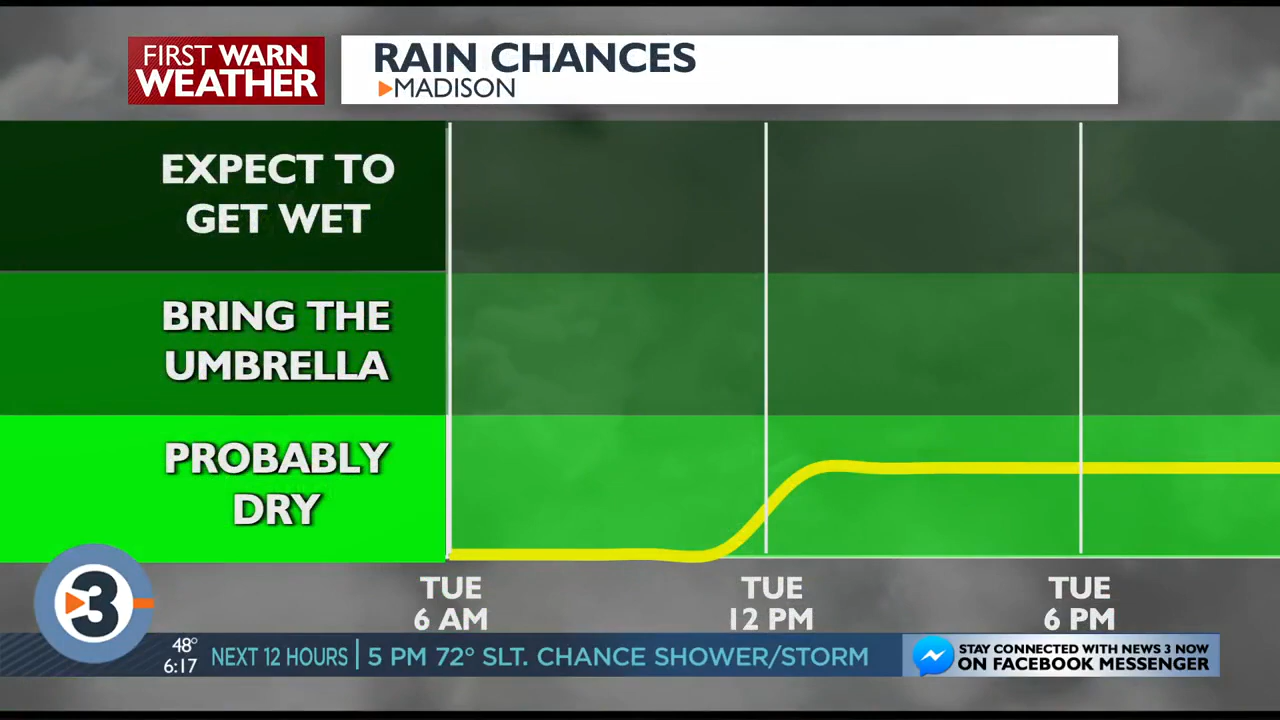 FIRST WARN
WEATHER
RAIN CHANCES
MADISON
EXPECT TO
GET WET
BRING THE
UMBRELLA
PROBABLY
DRY
TUE
6 AM
TUE
12 PM
TUE
6 PM
3
48°
6:17
NEXT 12 HOURS
5 PM 72° SLT. CHANCE SHOWER/STORM
STAY CONNECTED WITH NEWS 3 NOW
ON FACEBOOK MESSENGER